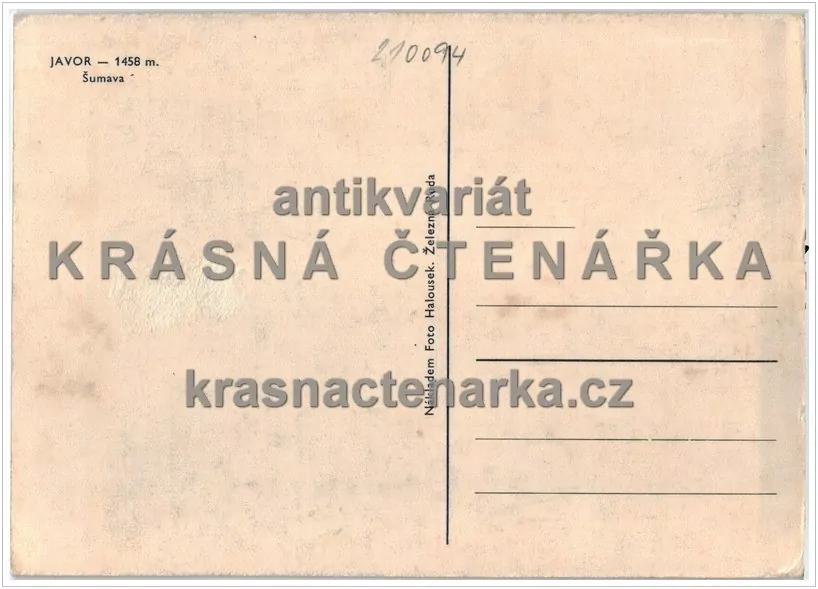 210094
JAVOR — 1458 m.
Šumava
Nákladem Foto Halousek. Železná Ruda
antikvariát
KRÁSNÁ ČTENÁŘKA
krasnactenarka.cz